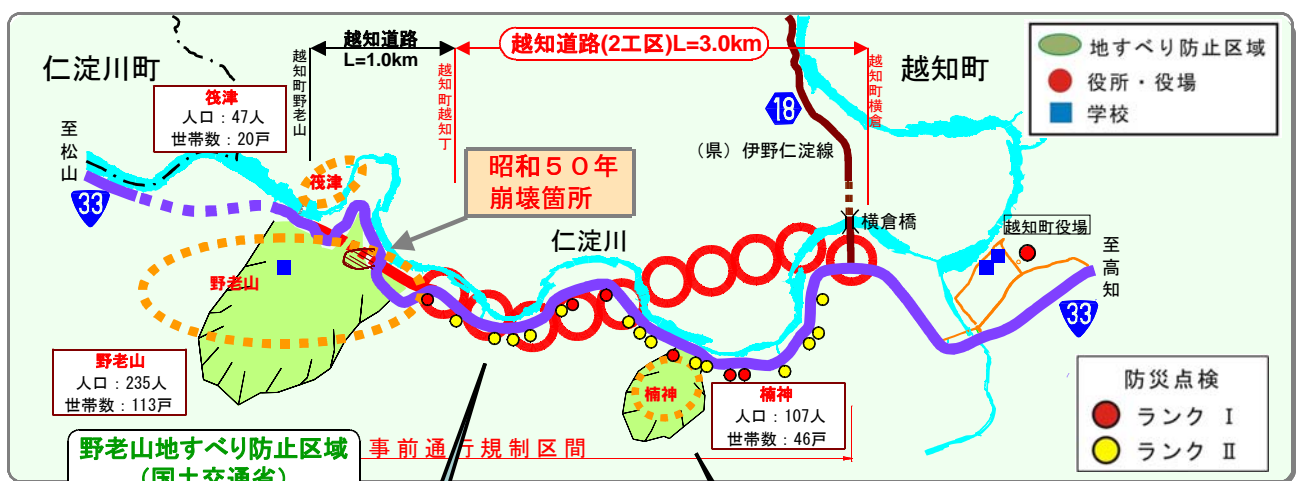 越知道路
L=1.0km
越知道路(2工区)L=3.0km
仁淀川町
越知町野老山
越知町越知丁
越知町横倉
越知町
地すべり防止区域
役所・役場
学校
筏津
人口：47人
世帯数：20戸
至松山
33
筏津
昭和５０年
崩壊箇所
18
（県）伊野仁淀線
仁淀川
横倉橋
越知町役場
至高知
33
野老山
野老山
人口：235人
世帯数：113戸
楠神
楠神
人口：107人
世帯数：46戸
防災点検
ランク Ⅰ
ランク Ⅱ
野老山地すべり防止区域
（国土交通省）
事前通行規制区間